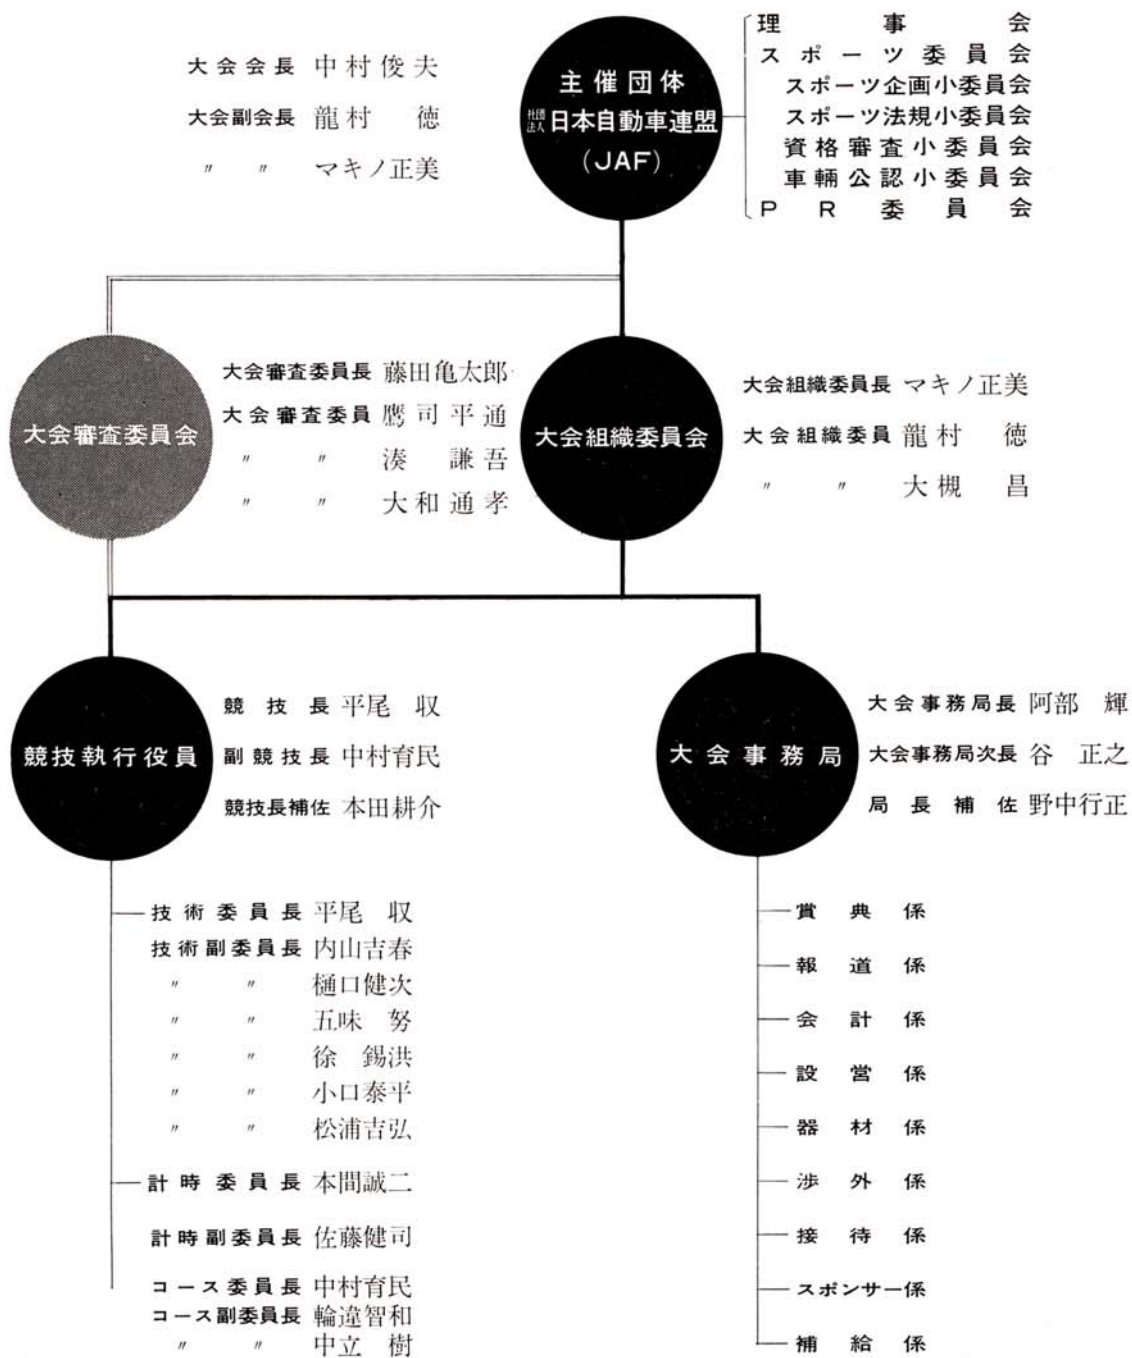 大会会長 中村俊夫
大会副会長 龍村 徳
〃 〃 マキノ正美
主催団体
社団法人 日本自動車連盟
(JAF)
理事会
スポーツ委員会
スポーツ企画小委員会
スポーツ法規小委員会
資格審査小委員会
車輛公認小委員会
PR委員会
大会審査委員会
大会審査委員長 藤田亀太郎
大会審査委員 鷹司平通
〃 〃 湊 謙吾
〃 〃 大和通孝
大会組織委員会
大会組織委員長 マキノ正美
大会組織委員 龍村 徳
〃 〃 大槻 昌
競技執行役員
競技長 平尾 収
副競技長 中村育民
競技長補佐 本田耕介
技術委員長 平尾 収
技術副委員長 内山吉春
〃 〃 樋口健次
〃 〃 五味 努
〃 〃 徐 錫洪
〃 〃 小口泰平
〃 〃 松浦吉弘
計時委員長 本間誠二
計時副委員長 佐藤健司
コース委員長 中村育民
コース副委員長 輪違智和
〃 〃 中立 樹
大会事務局
大会事務局長 阿部 輝
大会事務局次長 谷 正之
局長補佐 野中行正
賞典係
報道係
会計係
設営係
器材係
渉外係
接待係
スポンサー係
補給係